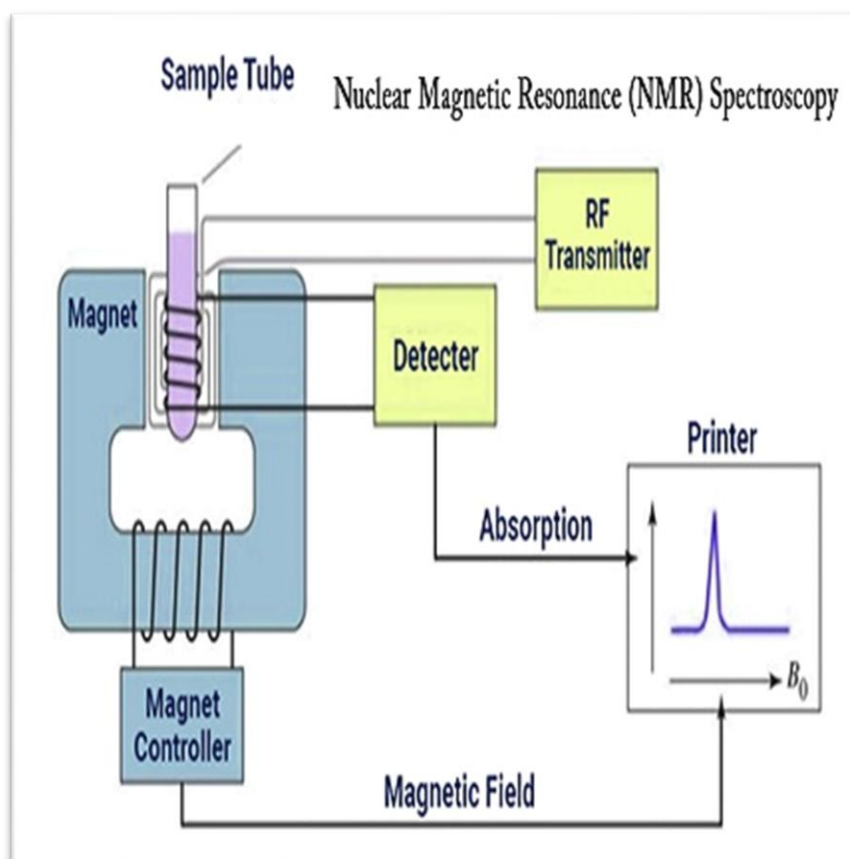 Sample Tube
Nuclear Magnetic Resonance (NMR) Spectroscopy
RF
Transmitter
Magnet
Detecter
Printer
Absorption
B0
Magnet
Controller
Magnetic Field